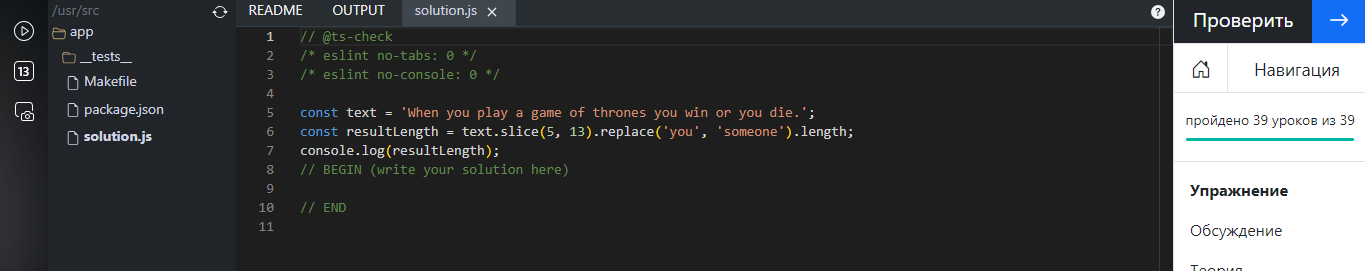 /usr/src
README OUTPUT solution.js
?
Проверить
app
__tests__
Makefile
package.json
solution.js
13
1 // @ts-check
2 /* eslint no-tabs: 0 */
3 /* eslint no-console: 0 */
4
5 const text = 'When you play a game of thrones you win or you die.';
6 const resultLength = text.slice(5, 13).replace('you', 'someone').length;
7 console.log(resultLength);
8 // BEGIN (write your solution here)
9
10 // END
11
Навигация
пройдено 39 уроков из 39
Упражнение
Обсуждение
Теория